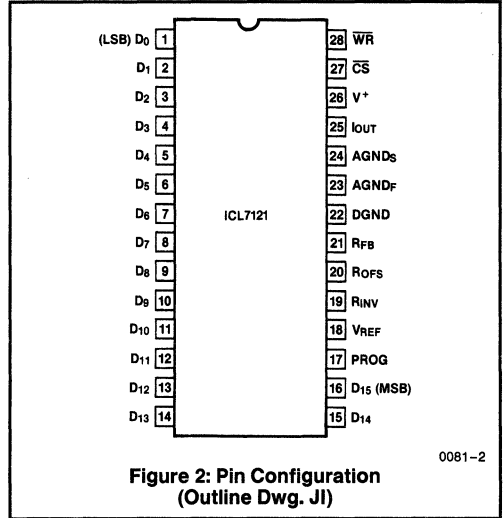 (LSB) D0 1 28 WR
D1 2 27 CS
D2 3 26 V+
D3 4 25 IOUT
D4 5 24 AGNDS
D5 6 23 AGNDF
D6 7 ICL7121 22 DGND
D7 8 21 RFB
D8 9 20 ROFS
D9 10 19 RINV
D10 11 18 VREF
D11 12 17 PROG
D12 13 16 D15 (MSB)
D13 14 15 D14
0081-2
Figure 2: Pin Configuration
(Outline Dwg. JI)